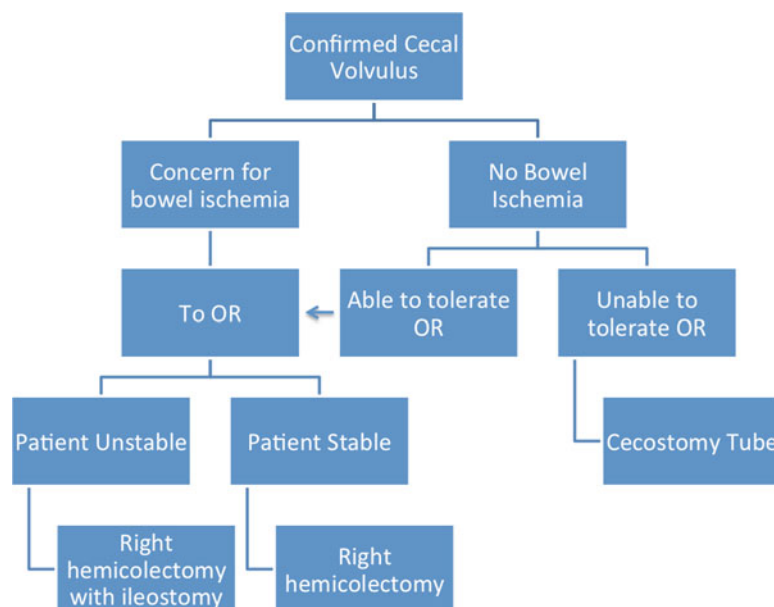 Confirmed Cecal
Volvulus
Concern for
bowel ischemia
No Bowel
Ischemia
To OR
Able to tolerate
OR
Unable to
tolerate OR
Patient Unstable
Patient Stable
Cecostomy Tube
Right
hemicolectomy
with ileostomy
Right
hemicolectomy